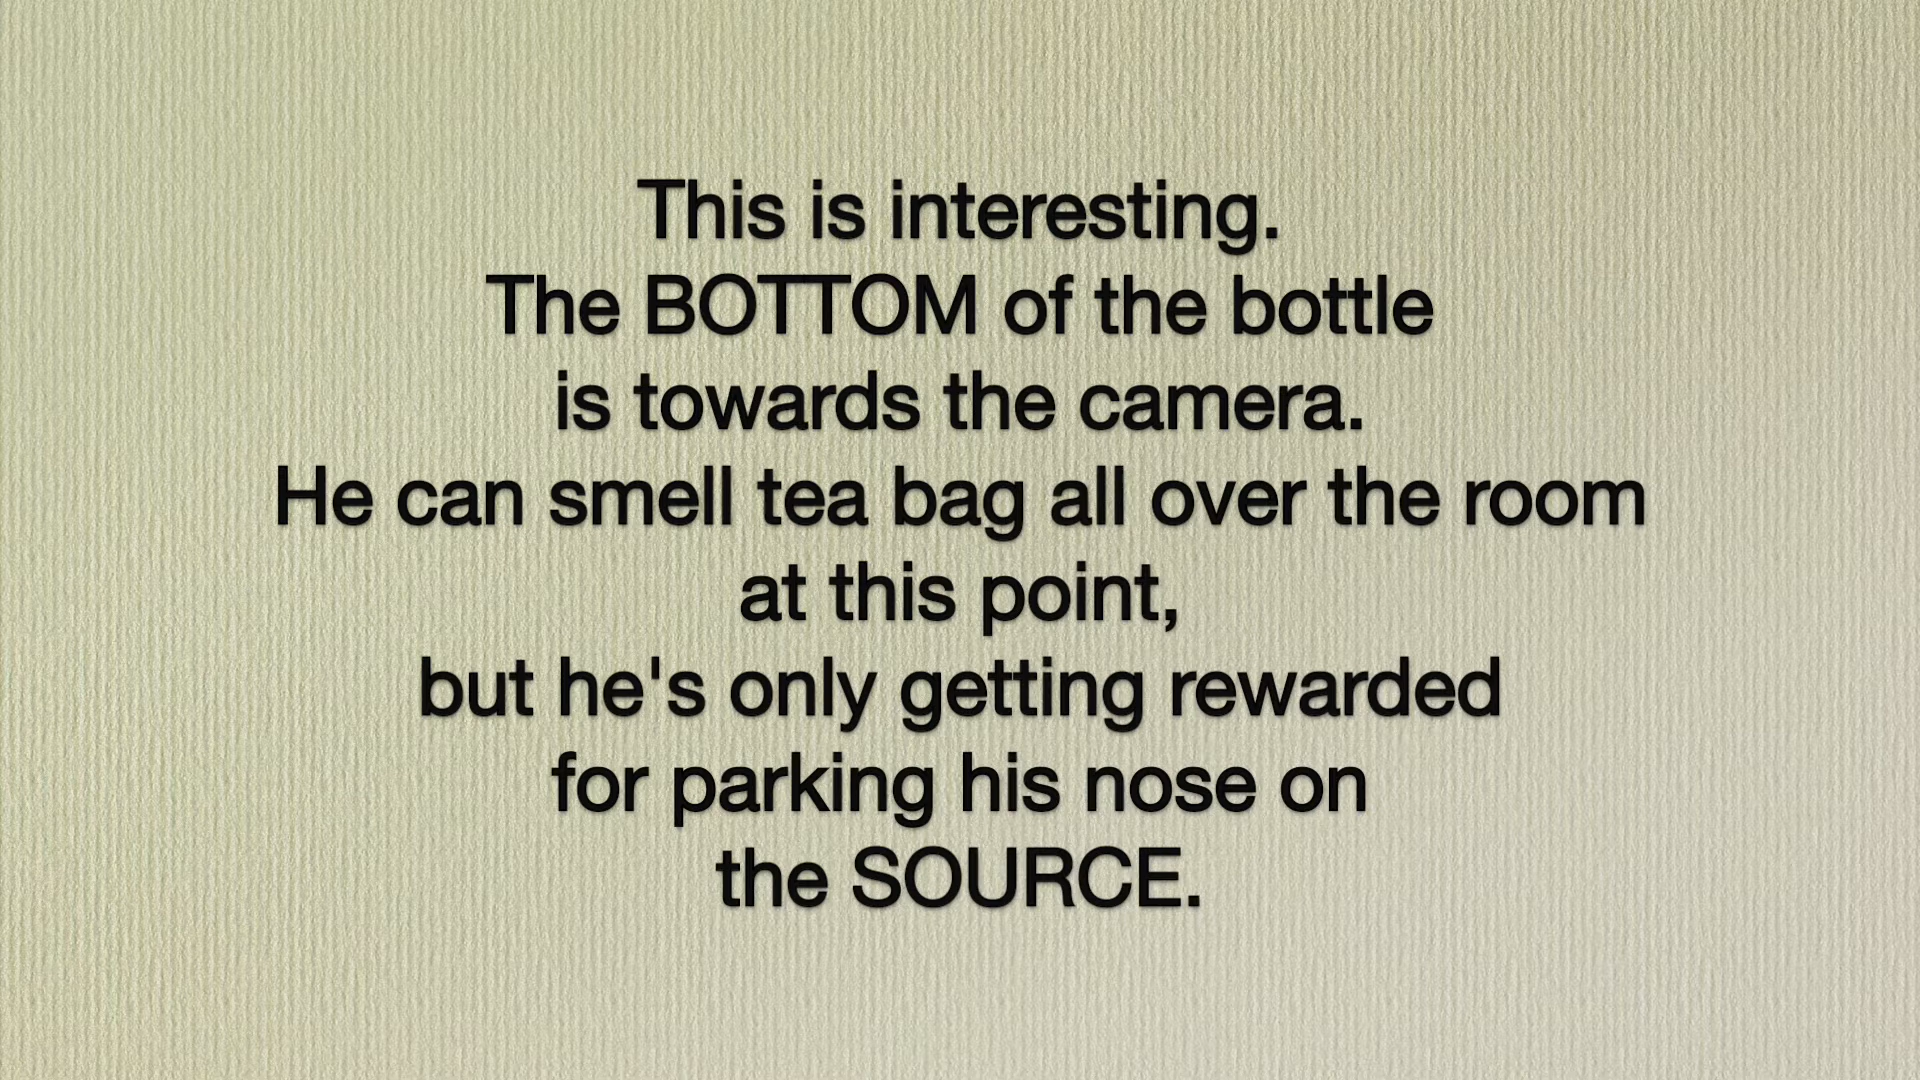 This is interesting.
The BOTTOM of the bottle
is towards the camera.
He can smell tea bag all over the room
at this point,
but he's only getting rewarded
for parking his nose on
the SOURCE.